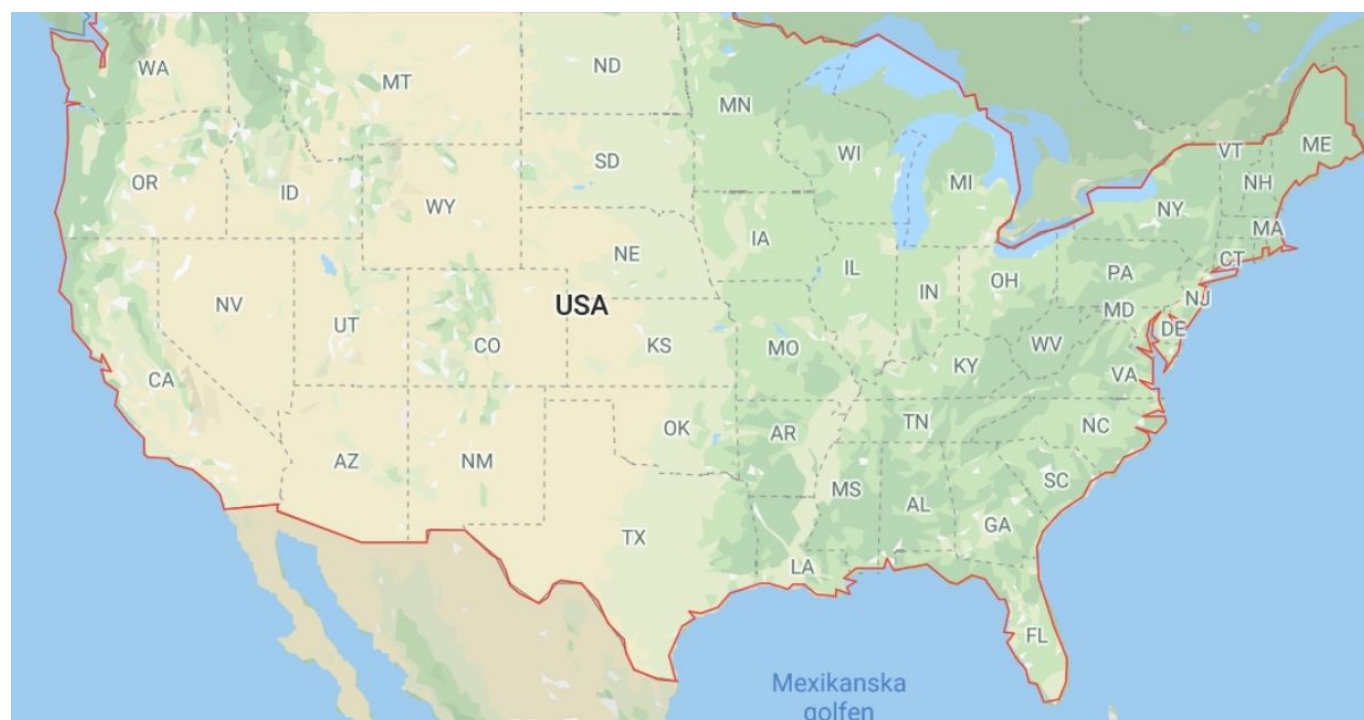 WA
MT
ND
MN
OR
ID
SD
WI
MI
VT
ME
NH
WY
NY
MA
IA
NE
CT
PA
NV
UT
CO
USA
IL
IN
OH
NJ
MD
DE
KS
MO
WV
KY
VA
CA
AZ
NM
OK
AR
TN
NC
SC
MS
AL
GA
TX
LA
FL
Mexikanska
golfen